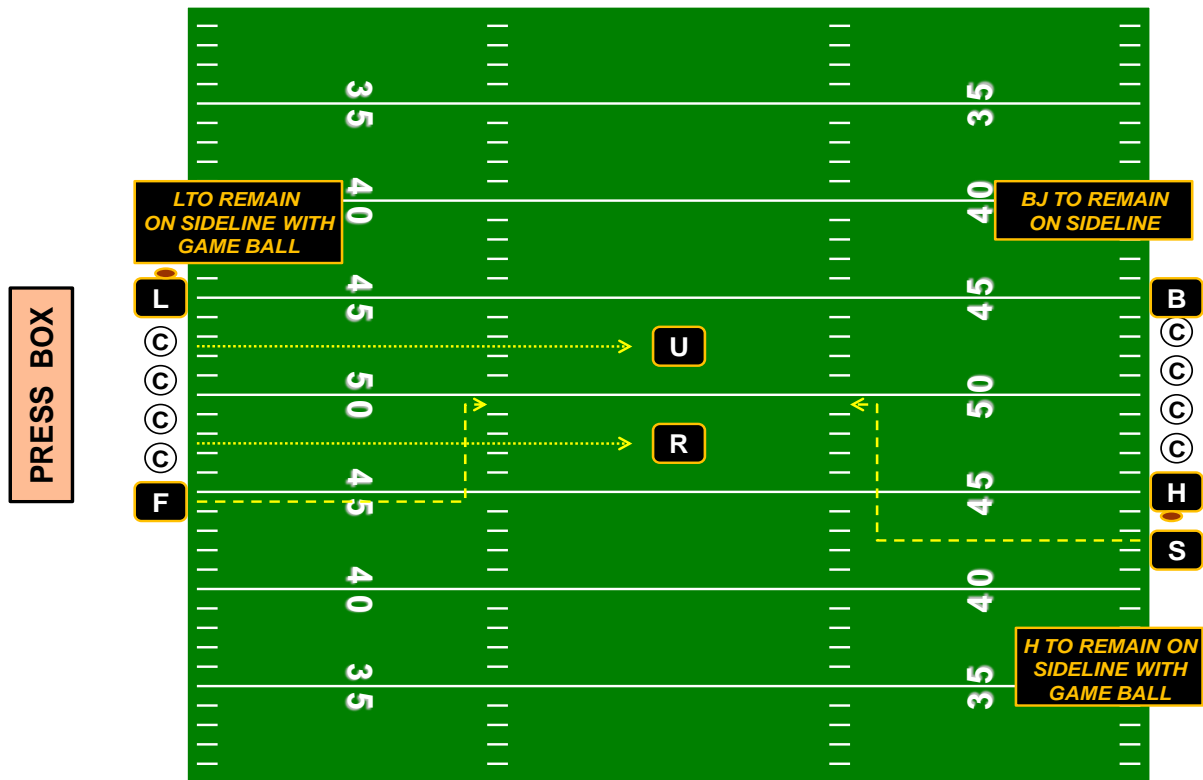 35
35
40
40
LTO REMAIN
ON SIDELINE WITH
GAME BALL
BJ TO REMAIN
ON SIDELINE
PRESS BOX
L
45
45
B
C
C
U
C
C
50
50
C
C
R
C
C
F
45
45
H
S
40
40
35
35
H TO REMAIN ON
SIDELINE WITH
GAME BALL